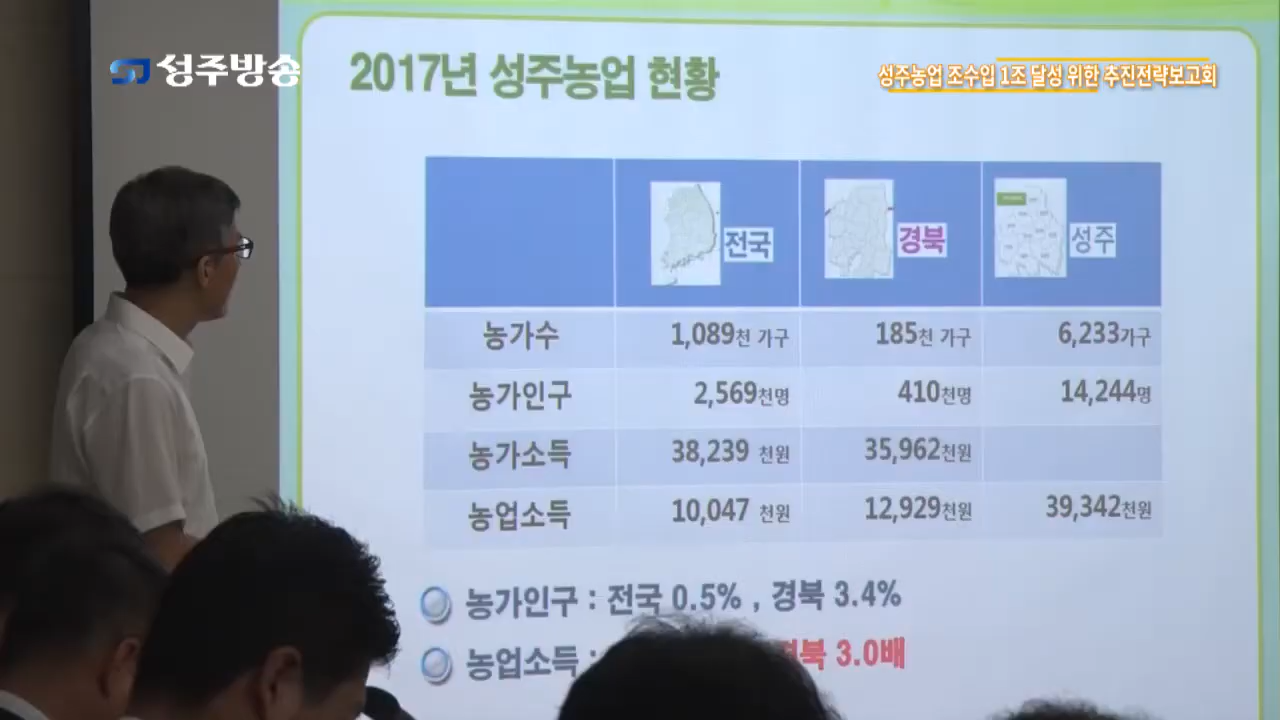 성주방송
성주농업 조수입 1조 달성 위한 추진전략보고회
2017년 성주농업 현황
전국 경북 성주
농가수 1,089천 가구 185천 가구 6,233가구
농가인구 2,569천명 410천명 14,244명
농가소득 38,239 천원 35,962천원
농업소득 10,047 천원 12,929천원 39,342천원
농가인구 : 전국 0.5% , 경북 3.4%
농업소득 : 경북 3.0배